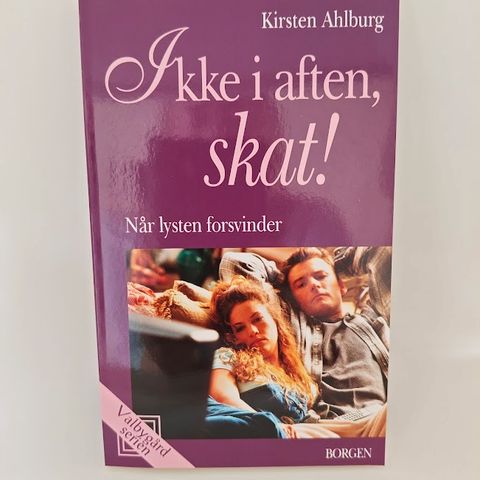 Kirsten Ahlburg
Ikke i aften,
skat!
Når lysten forsvinder
Valbygård
serien
BORGEN